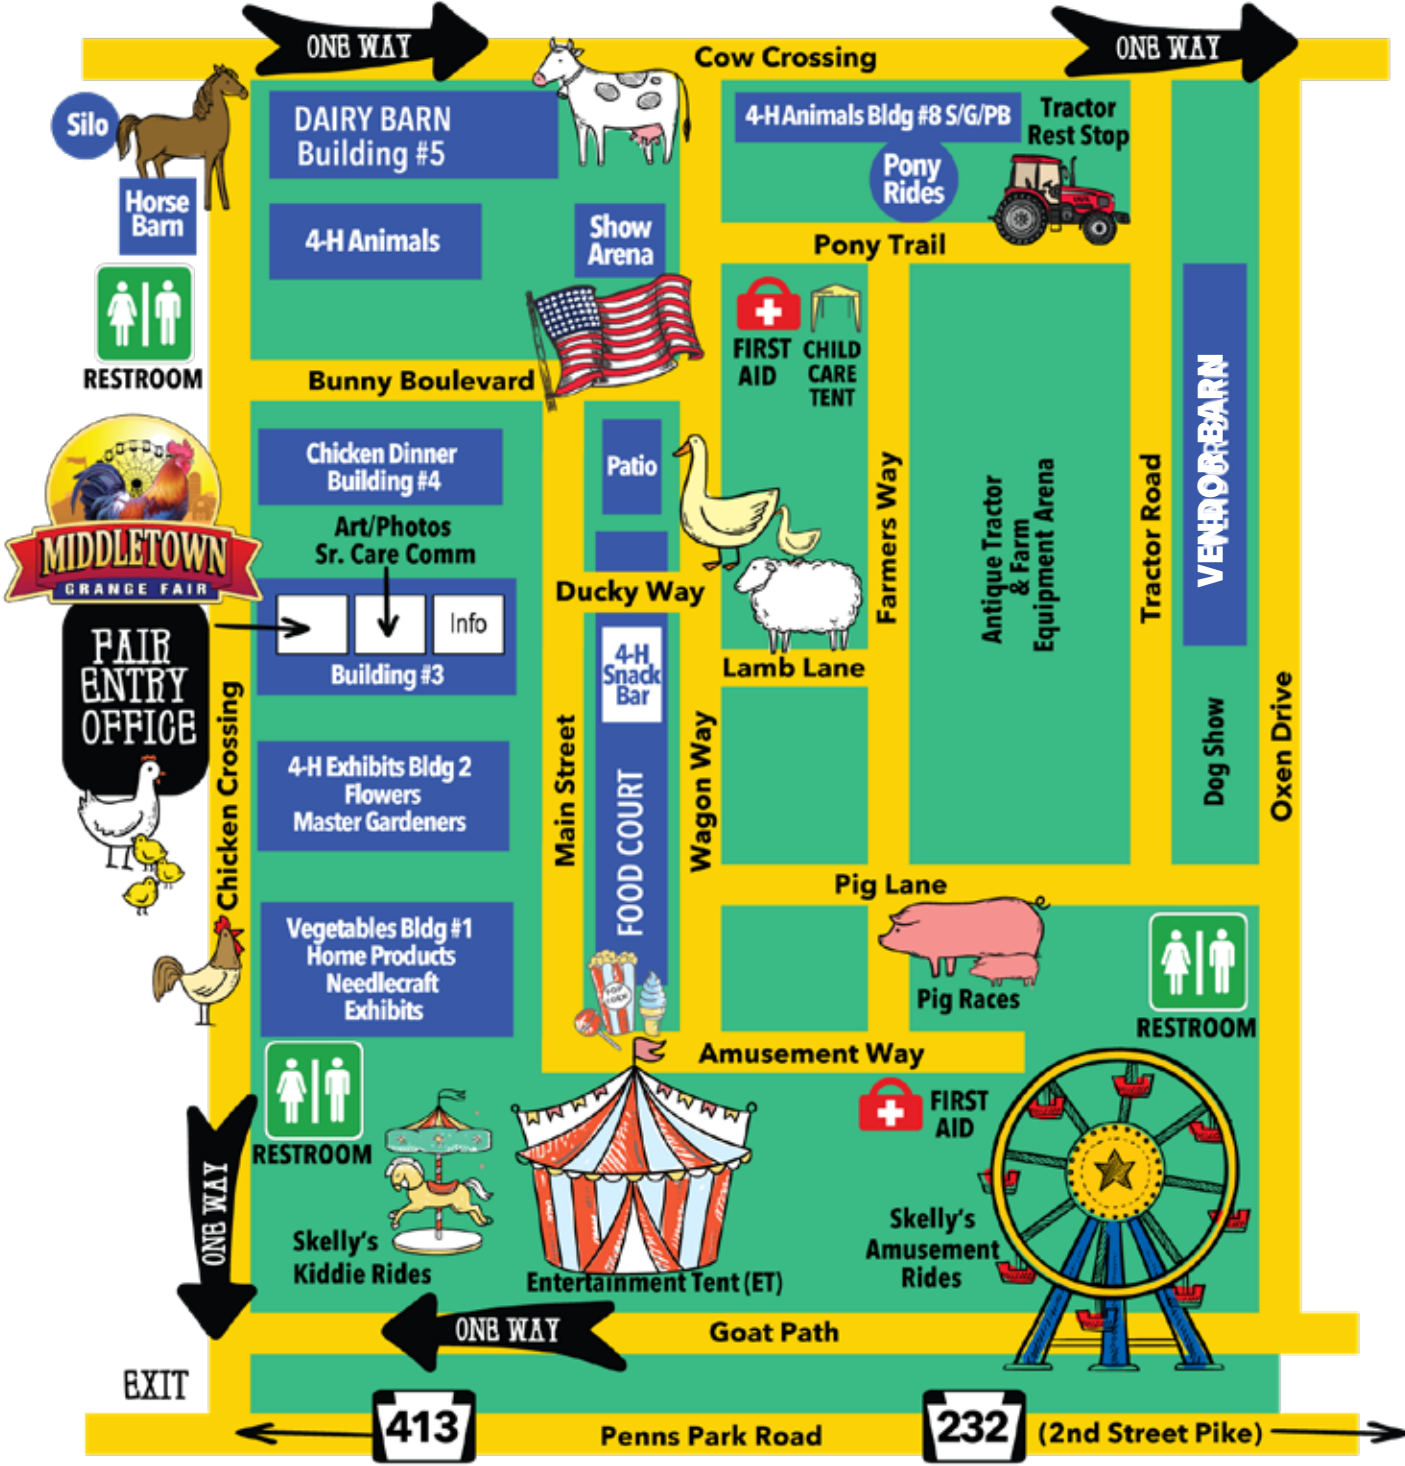 ONE WAY
ONE WAY
Cow Crossing
Silo
DAIRY BARN
Building #5
4-H Animals Bldg #8 S/G/PB
Tractor
Rest Stop
Pony
Rides
Horse
Barn
4-H Animals
Show
Arena
Pony Trail
RESTROOM
FIRST
AID
CHILD
CARE
TENT
Bunny Boulevard
VENDOR BARN
Chicken Dinner
Building #4
Patio
Art/Photos
Sr. Care Comm
MIDDLETOWN
GRANGE FAIR
Ducky Way
Farmers Way
Antique Tractor
& Farm
Equipment Arena
Tractor Road
Info
Building #3
FAIR
ENTRY
OFFICE
4-H
Snack
Bar
Lamb Lane
Chicken Crossing
Main Street
Wagon Way
Dog Show
Oxen Drive
4-H Exhibits Bldg 2
Flowers
Master Gardeners
FOOD COURT
Pig Lane
Vegetables Bldg #1
Home Products
Needlecraft
Exhibits
POP
CORN
Pig Races
RESTROOM
Amusement Way
RESTROOM
FIRST
AID
ONE WAY
Skelly's
Kiddie Rides
Entertainment Tent (ET)
Skelly's
Amusement
Rides
ONE WAY
Goat Path
EXIT
413
Penns Park Road
232
(2nd Street Pike)